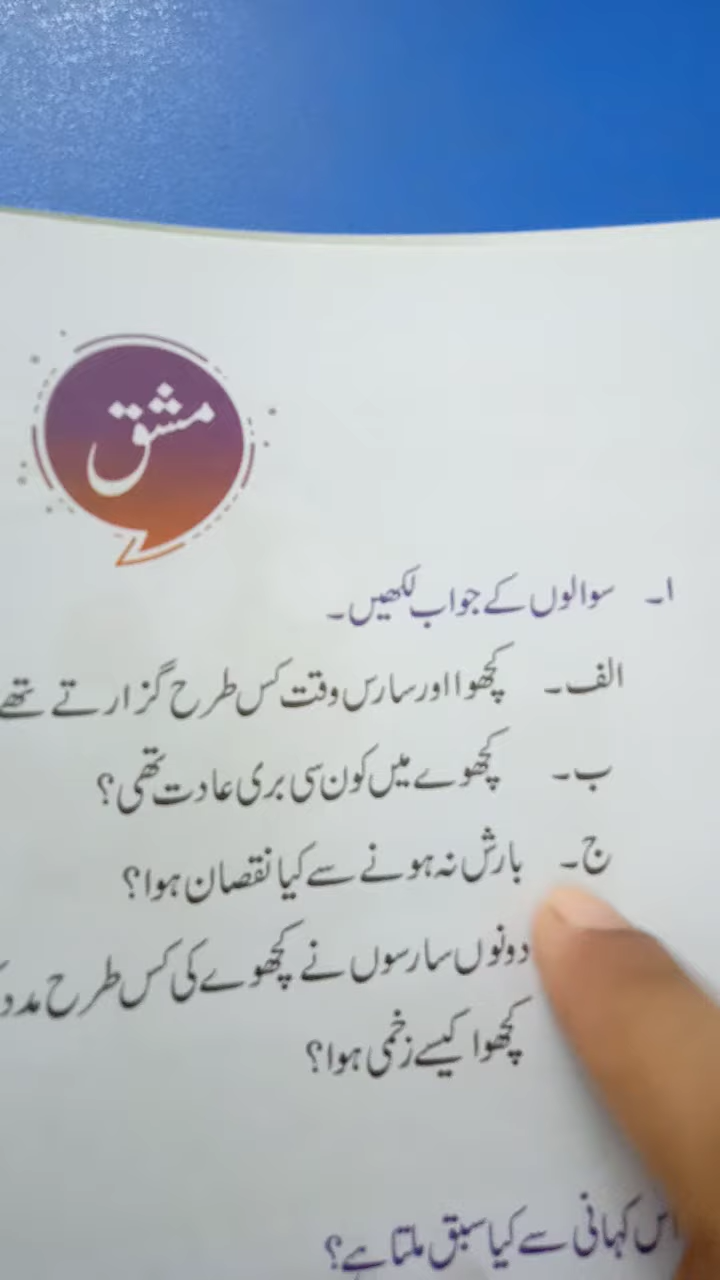 مشق
۱۔ سوالوں کے جواب لکھیں۔
الف۔ کچھوا اور سارس وقت کس طرح گزارتے تھے
ب۔ کچھوے میں کون سی بری عادت تھی؟
ج۔ بارش نہ ہونے سے کیا نقصان ہوا؟
دونوں سارسوں نے کچھوے کی کس طرح مدد
کچھوا کیسے زخمی ہوا؟
اس کہانی سے کیا سبق ملتا ہے؟